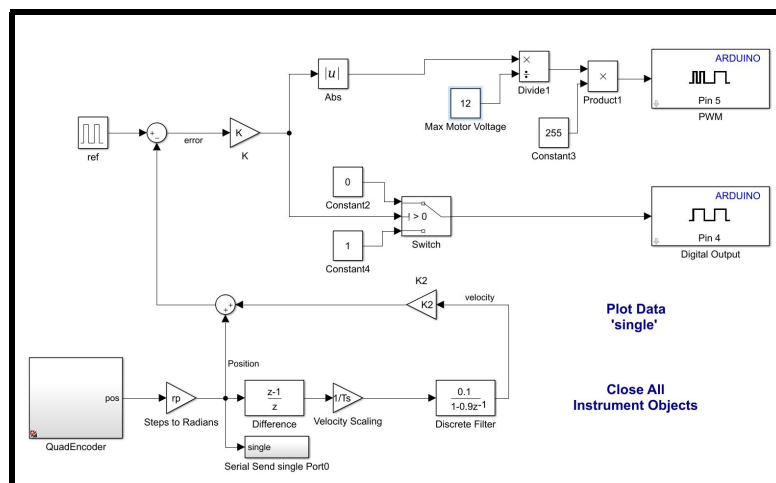 ARDUINO
|u|
×
÷
×
Pin 5
Abs
Divide1
12
Product1
PWM
Max Motor Voltage
255
Constant3
+
−
error
K
ref
K
0
Constant2
ARDUINO
> 0
Pin 4
Switch
Digital Output
1
Constant4
K2
K2
velocity
+
+
Plot Data
'single'
Position
pos
rp
z-1
z
1/Ts
0.1
1-0.9z-1
Close All
Instrument Objects
Steps to Radians
Difference
Velocity Scaling
Discrete Filter
QuadEncoder
single
Serial Send single Port0